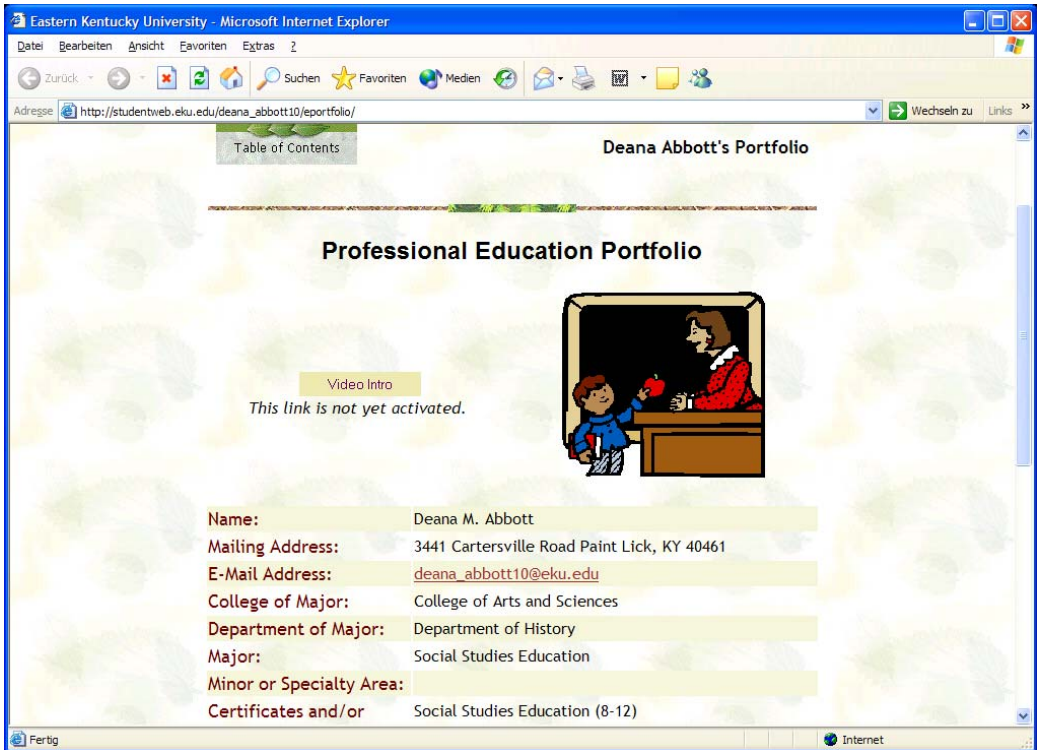 Eastern Kentucky University - Microsoft Internet Explorer
Datei Bearbeiten Ansicht Favoriten Extras ?
Zurück Suchen Favoriten Medien
Adresse http://studentweb.eku.edu/deana_abbott10/eportfolio/ Wechseln zu Links »
Table of Contents Deana Abbott's Portfolio
Professional Education Portfolio
Video Intro
This link is not yet activated.
Name: Deana M. Abbott
Mailing Address: 3441 Cartersville Road Paint Lick, KY 40461
E-Mail Address: deana_abbott10@eku.edu
College of Major: College of Arts and Sciences
Department of Major: Department of History
Major: Social Studies Education
Minor or Specialty Area:
Certificates and/or Social Studies Education (8-12)
Fertig Internet